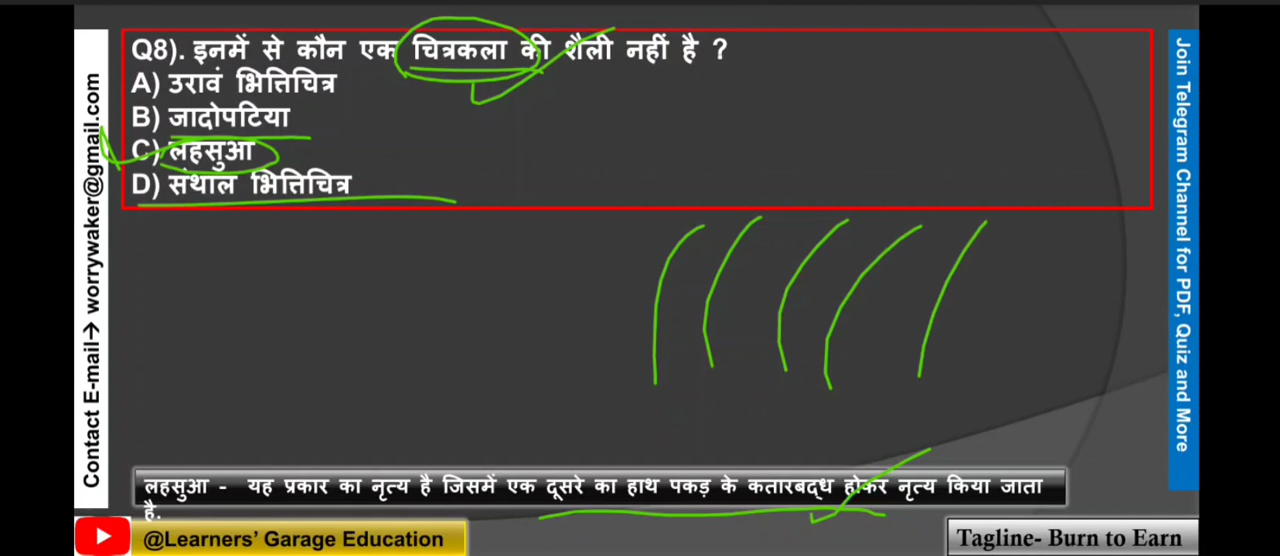 Q8). इनमें से कौन एक चित्रकला की शैली नहीं है ?
A) उरावं भित्तिचित्र
B) जादोपटिया
C) लहसुआ
D) संथाल भित्तिचित्र
Contact E-mail→ worrywaker@gmail.com
Join Telegram Channel for PDF, Quiz and More
लहसुआ - यह प्रकार का नृत्य है जिसमें एक दूसरे का हाथ पकड़ के कतारबद्ध होकर नृत्य किया जाता
है.
@Learners’ Garage Education
Tagline- Burn to Earn